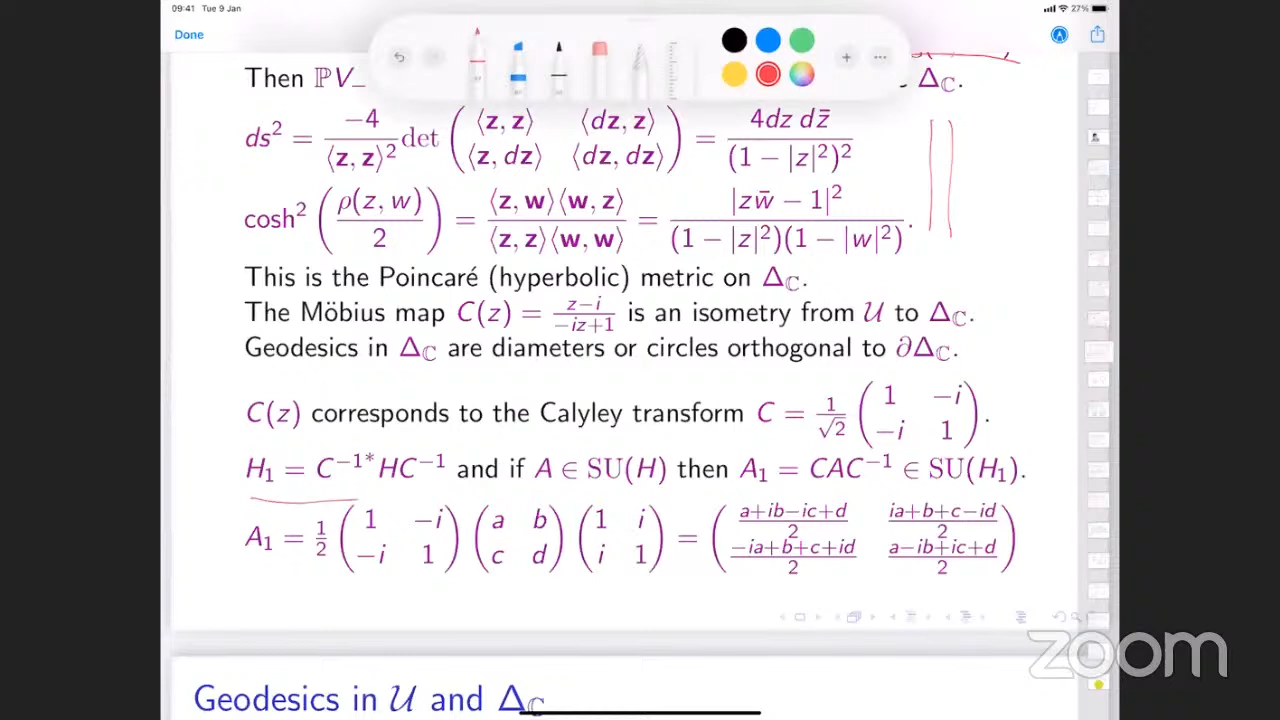 09:41 Tue 9 Jan
27%
Done
Then ℙV₋ Δ_ℂ.
ds² = −4/⟨z, z⟩² det (⟨z, z⟩ ⟨dz, z⟩ ; ⟨z, dz⟩ ⟨dz, dz⟩) = 4dz dz̄/(1 − |z|²)²
cosh² (ρ(z, w)/2) = ⟨z, w⟩⟨w, z⟩/⟨z, z⟩⟨w, w⟩ = |zw̄ − 1|²/(1 − |z|²)(1 − |w|²).
This is the Poincaré (hyperbolic) metric on Δ_ℂ.
The Möbius map C(z) = (z−i)/(−iz+1) is an isometry from 𝒰 to Δ_ℂ.
Geodesics in Δ_ℂ are diameters or circles orthogonal to ∂Δ_ℂ.
C(z) corresponds to the Calyley transform C = 1/√2 (1 −i ; −i 1).
H₁ = C⁻¹*HC⁻¹ and if A ∈ SU(H) then A₁ = CAC⁻¹ ∈ SU(H₁).
A₁ = 1/2 (1 −i ; −i 1) (a b ; c d) (1 i ; i 1) = ((a+ib−ic+d)/2 (ia+b+c−id)/2 ; (−ia+b+c+id)/2 (a−ib+ic+d)/2)
zoom
Geodesics in 𝒰 and Δ_ℂ